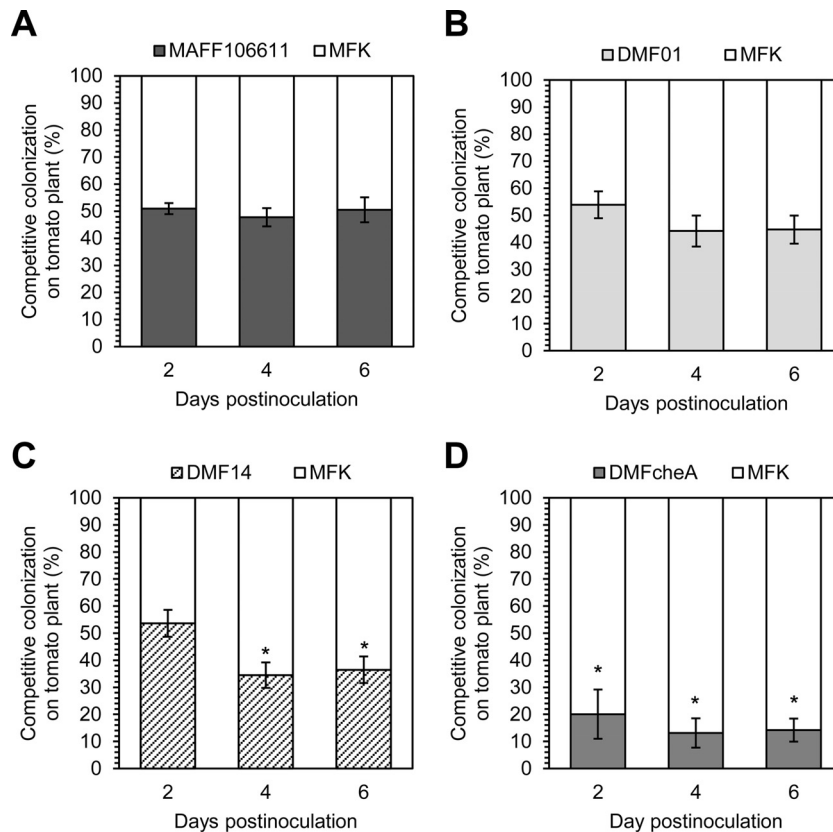 A
MAFF106611 MFK
Competitive colonization
on tomato plant (%)
100
90
80
70
60
50
40
30
20
10
0
2 4 6
Days postinoculation
B
DMF01 MFK
Competitive colonization
on tomato plant (%)
100
90
80
70
60
50
40
30
20
10
0
2 4 6
Days postinoculation
C
DMF14 MFK
Competitive colonization
on tomato plant (%)
100
90
80
70
60
50
40
30
20
10
0
* *
2 4 6
Days postinoculation
D
DMFcheA MFK
Competitive colonization
on tomato plant (%)
100
90
80
70
60
50
40
30
20
10
0
* * *
2 4 6
Day postinoculation